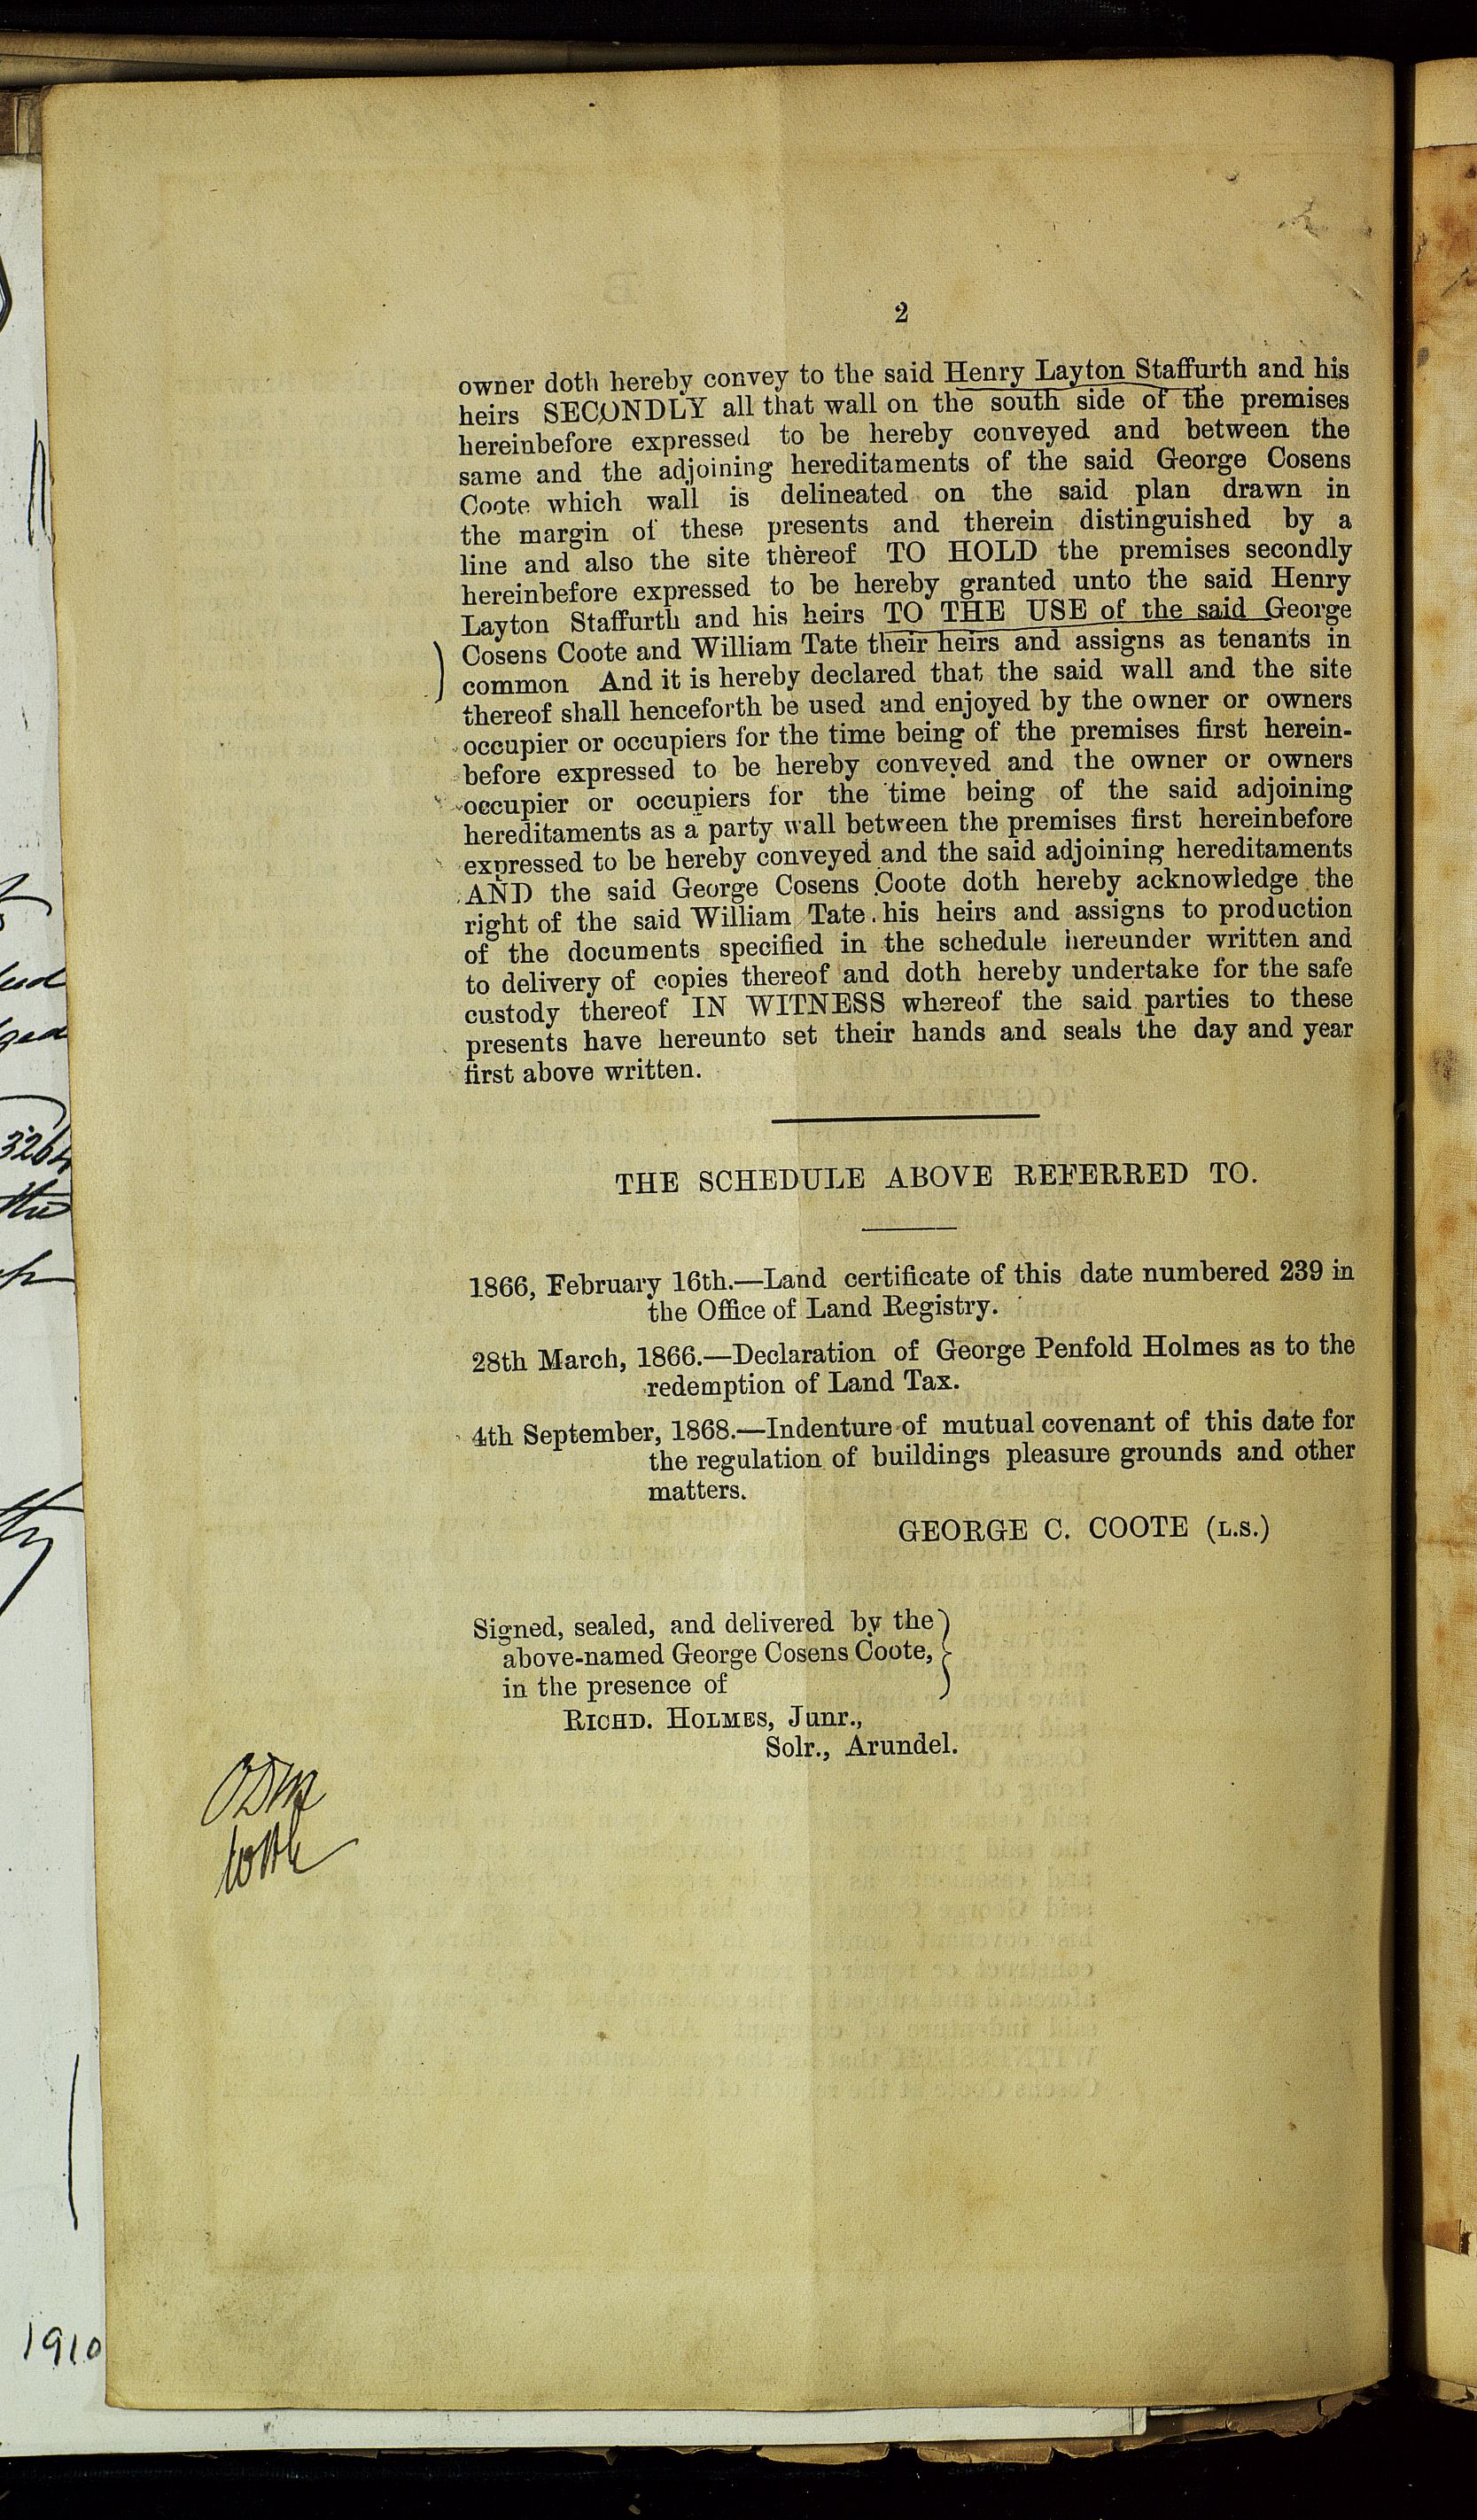 2
owner doth hereby convey to the said Henry Layton Staffurth and his
heirs SECONDLY all that wall on the south side of the premises
hereinbefore expressed to be hereby conveyed and between the
same and the adjoining hereditaments of the said George Cosens
Coote which wall is delineated on the said plan drawn in
the margin of these presents and therein distinguished by a
line and also the site thereof TO HOLD the premises secondly
hereinbefore expressed to be hereby granted unto the said Henry
Layton Staffurth and his heirs TO THE USE of the said George
Cosens Coote and William Tate their heirs and assigns as tenants in
common And it is hereby declared that the said wall and the site
thereof shall henceforth be used and enjoyed by the owner or owners
occupier or occupiers for the time being of the premises first herein-
before expressed to be hereby conveyed and the owner or owners
occupier or occupiers for the time being of the said adjoining
hereditaments as a party wall between the premises first hereinbefore
expressed to be hereby conveyed and the said adjoining hereditaments
AND the said George Cosens Coote doth hereby acknowledge the
right of the said William Tate his heirs and assigns to production
of the documents specified in the schedule hereunder written and
to delivery of copies thereof and doth hereby undertake for the safe
custody thereof IN WITNESS whereof the said parties to these
presents have hereunto set their hands and seals the day and year
first above written.
THE SCHEDULE ABOVE REFERRED TO.
1866, February 16th.—Land certificate of this date numbered 239 in
the Office of Land Registry.
28th March, 1866.—Declaration of George Penfold Holmes as to the
redemption of Land Tax.
4th September, 1868.—Indenture of mutual covenant of this date for
the regulation of buildings pleasure grounds and other
matters.
GEORGE C. COOTE (L.S.)
Signed, sealed, and delivered by the
above-named George Cosens Coote,
in the presence of
RICHD. HOLMES, Junr.,
Solr., Arundel.
3264
the
1910